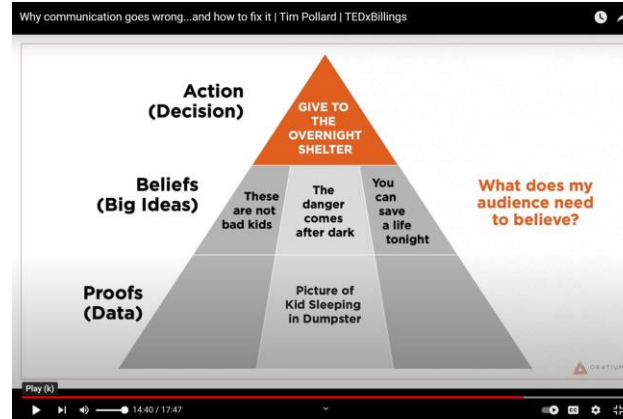 Why communication goes wrong...and how to fix it | Tim Pollard | TEDxBillings
Action
(Decision)
GIVE TO
THE
OVERNIGHT
SHELTER
Beliefs
(Big Ideas)
These
are not
bad kids
The
danger
comes
after dark
You
can
save
a life
tonight
What does my
audience need
to believe?
Proofs
(Data)
Picture of
Kid Sleeping
in Dumpster
ORATIUM
Play (k)
14:40 / 17:47